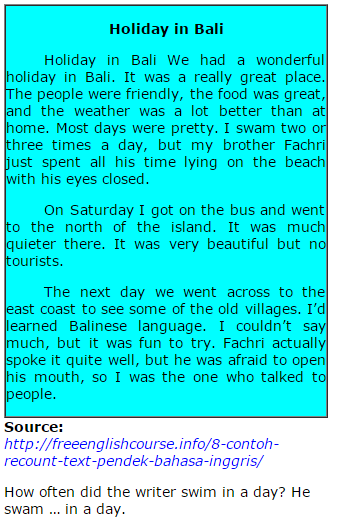 Holiday in Bali
Holiday in Bali We had a wonderful
holiday in Bali. It was a really great place.
The people were friendly, the food was great,
and the weather was a lot better than at
home. Most days were pretty. I swam two or
three times a day, but my brother Fachri
just spent all his time lying on the beach
with his eyes closed.
On Saturday I got on the bus and went
to the north of the island. It was much
quieter there. It was very beautiful but no
tourists.
The next day we went across to the
east coast to see some of the old villages. I’d
learned Balinese language. I couldn’t say
much, but it was fun to try. Fachri actually
spoke it quite well, but he was afraid to open
his mouth, so I was the one who talked to
people.
Source:
http://freeenglishcourse.info/8-contoh-
recount-text-pendek-bahasa-inggris/
How often did the writer swim in a day? He
swam … in a day.